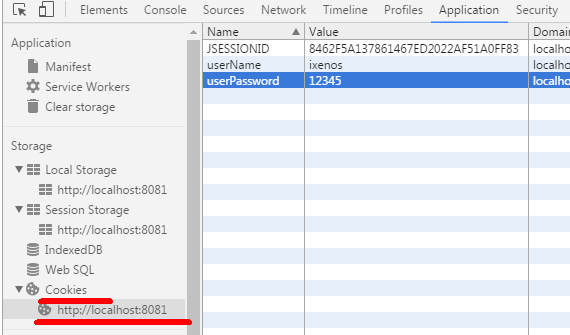 Elements Console Sources Network Timeline Profiles Application Security
Application
Manifest
Service Workers
Clear storage
Storage
Local Storage
http://localhost:8081
Session Storage
http://localhost:8081
IndexedDB
Web SQL
Cookies
http://localhost:8081
Name Value Domai
JSESSIONID 8462F5A137861467ED2022AF51A0FF83 localho
userName ixenos localho
userPassword 12345 localho